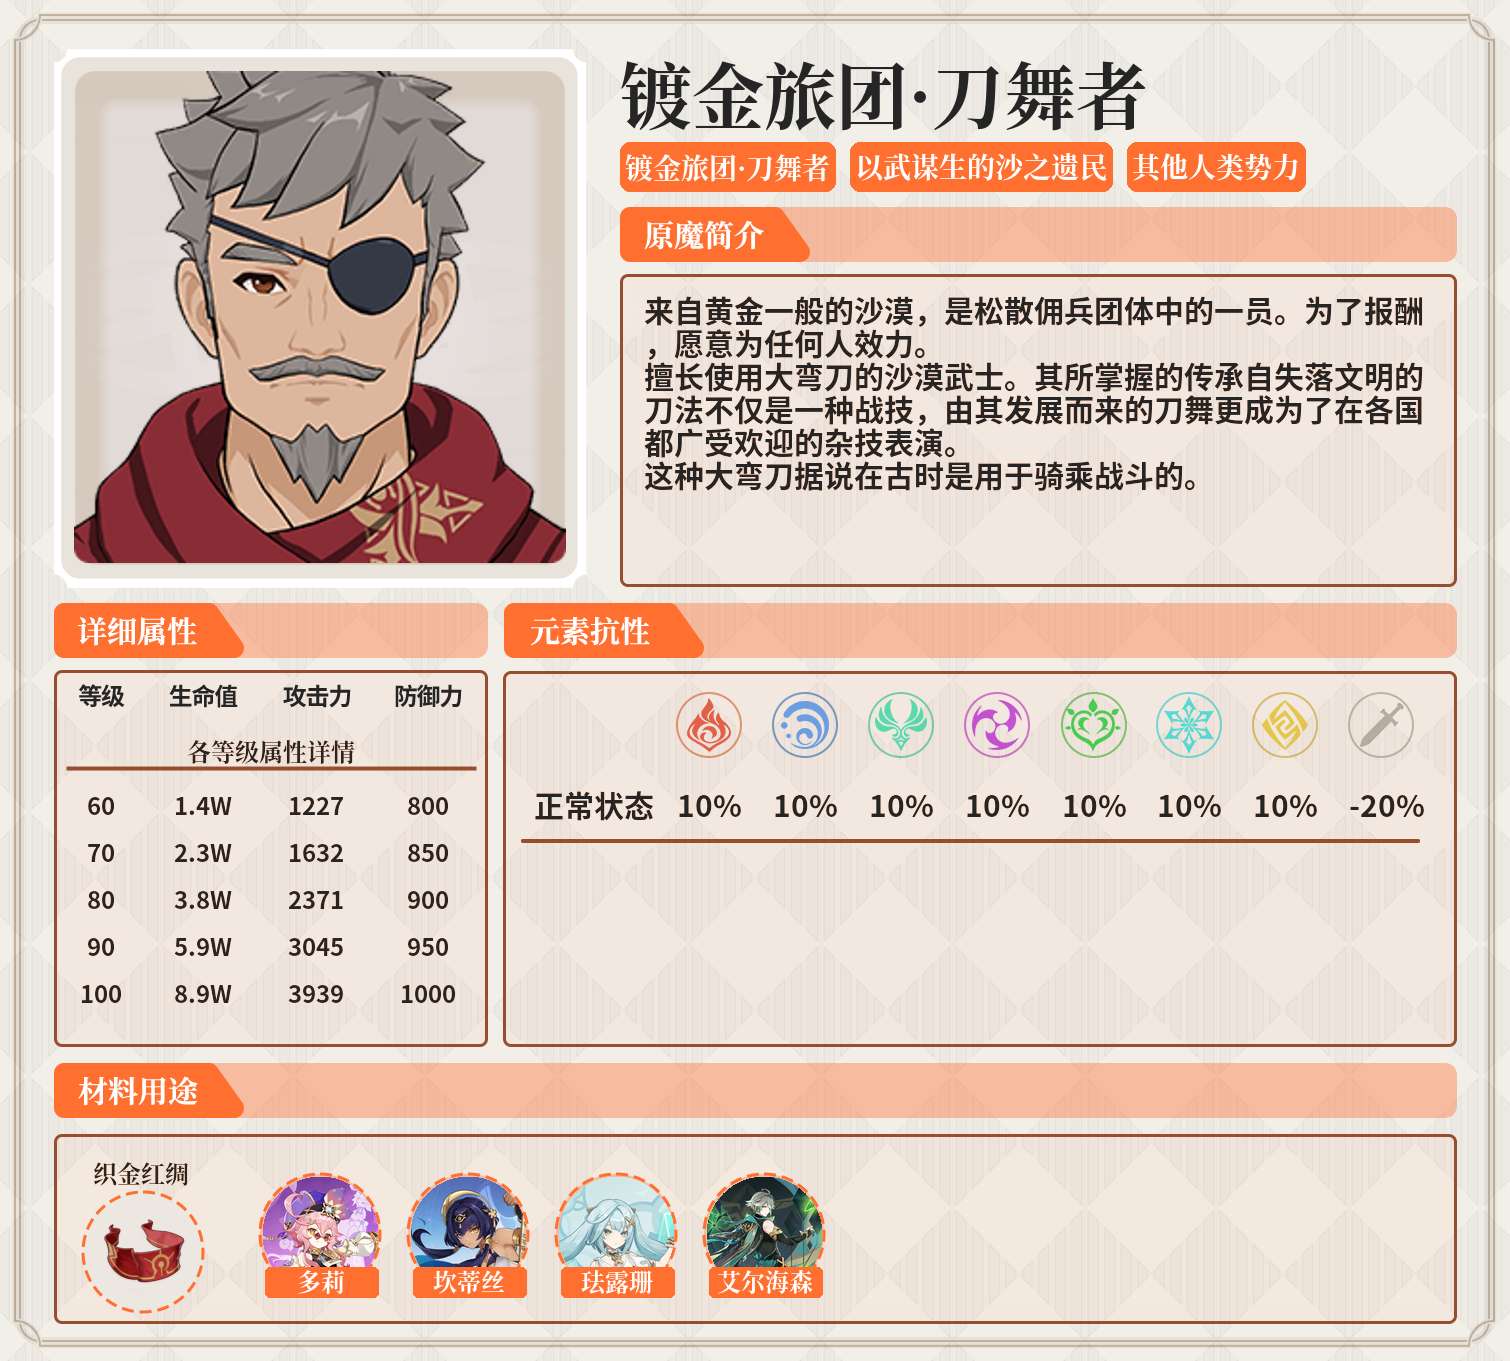 镀金旅团·刀舞者
镀金旅团·刀舞者 以武谋生的沙之遗民 其他人类势力
原魔简介
来自黄金一般的沙漠，是松散佣兵团体中的一员。为了报酬
，愿意为任何人效力。
擅长使用大弯刀的沙漠武士。其所掌握的传承自失落文明的
刀法不仅是一种战技，由其发展而来的刀舞更成为了在各国
都广受欢迎的杂技表演。
这种大弯刀据说在古时是用于骑乘战斗的。
详细属性
等级 生命值 攻击力 防御力
各等级属性详情
60 1.4W 1227 800
70 2.3W 1632 850
80 3.8W 2371 900
90 5.9W 3045 950
100 8.9W 3939 1000
元素抗性
正常状态 10% 10% 10% 10% 10% 10% 10% -20%
材料用途
织金红绸
多莉 坎蒂丝 珐露珊 艾尔海森